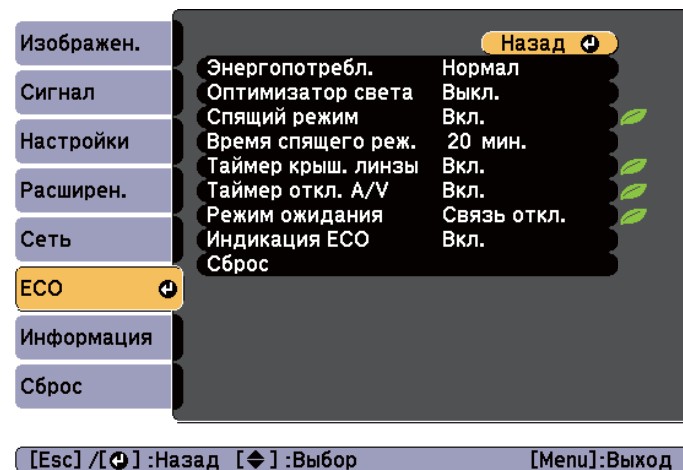 Изображен.
Сигнал
Настройки
Расширен.
Сеть
ECO
Информация
Сброс
Назад
Энергопотребл. Нормал
Оптимизатор света Выкл.
Спящий режим Вкл.
Время спящего реж. 20 мин.
Таймер крыш. линзы Вкл.
Таймер откл. A/V Вкл.
Режим ожидания Связь откл.
Индикация ECO Вкл.
Сброс
[Esc] /[⏎] :Назад [◆] :Выбор [Menu]:Выход